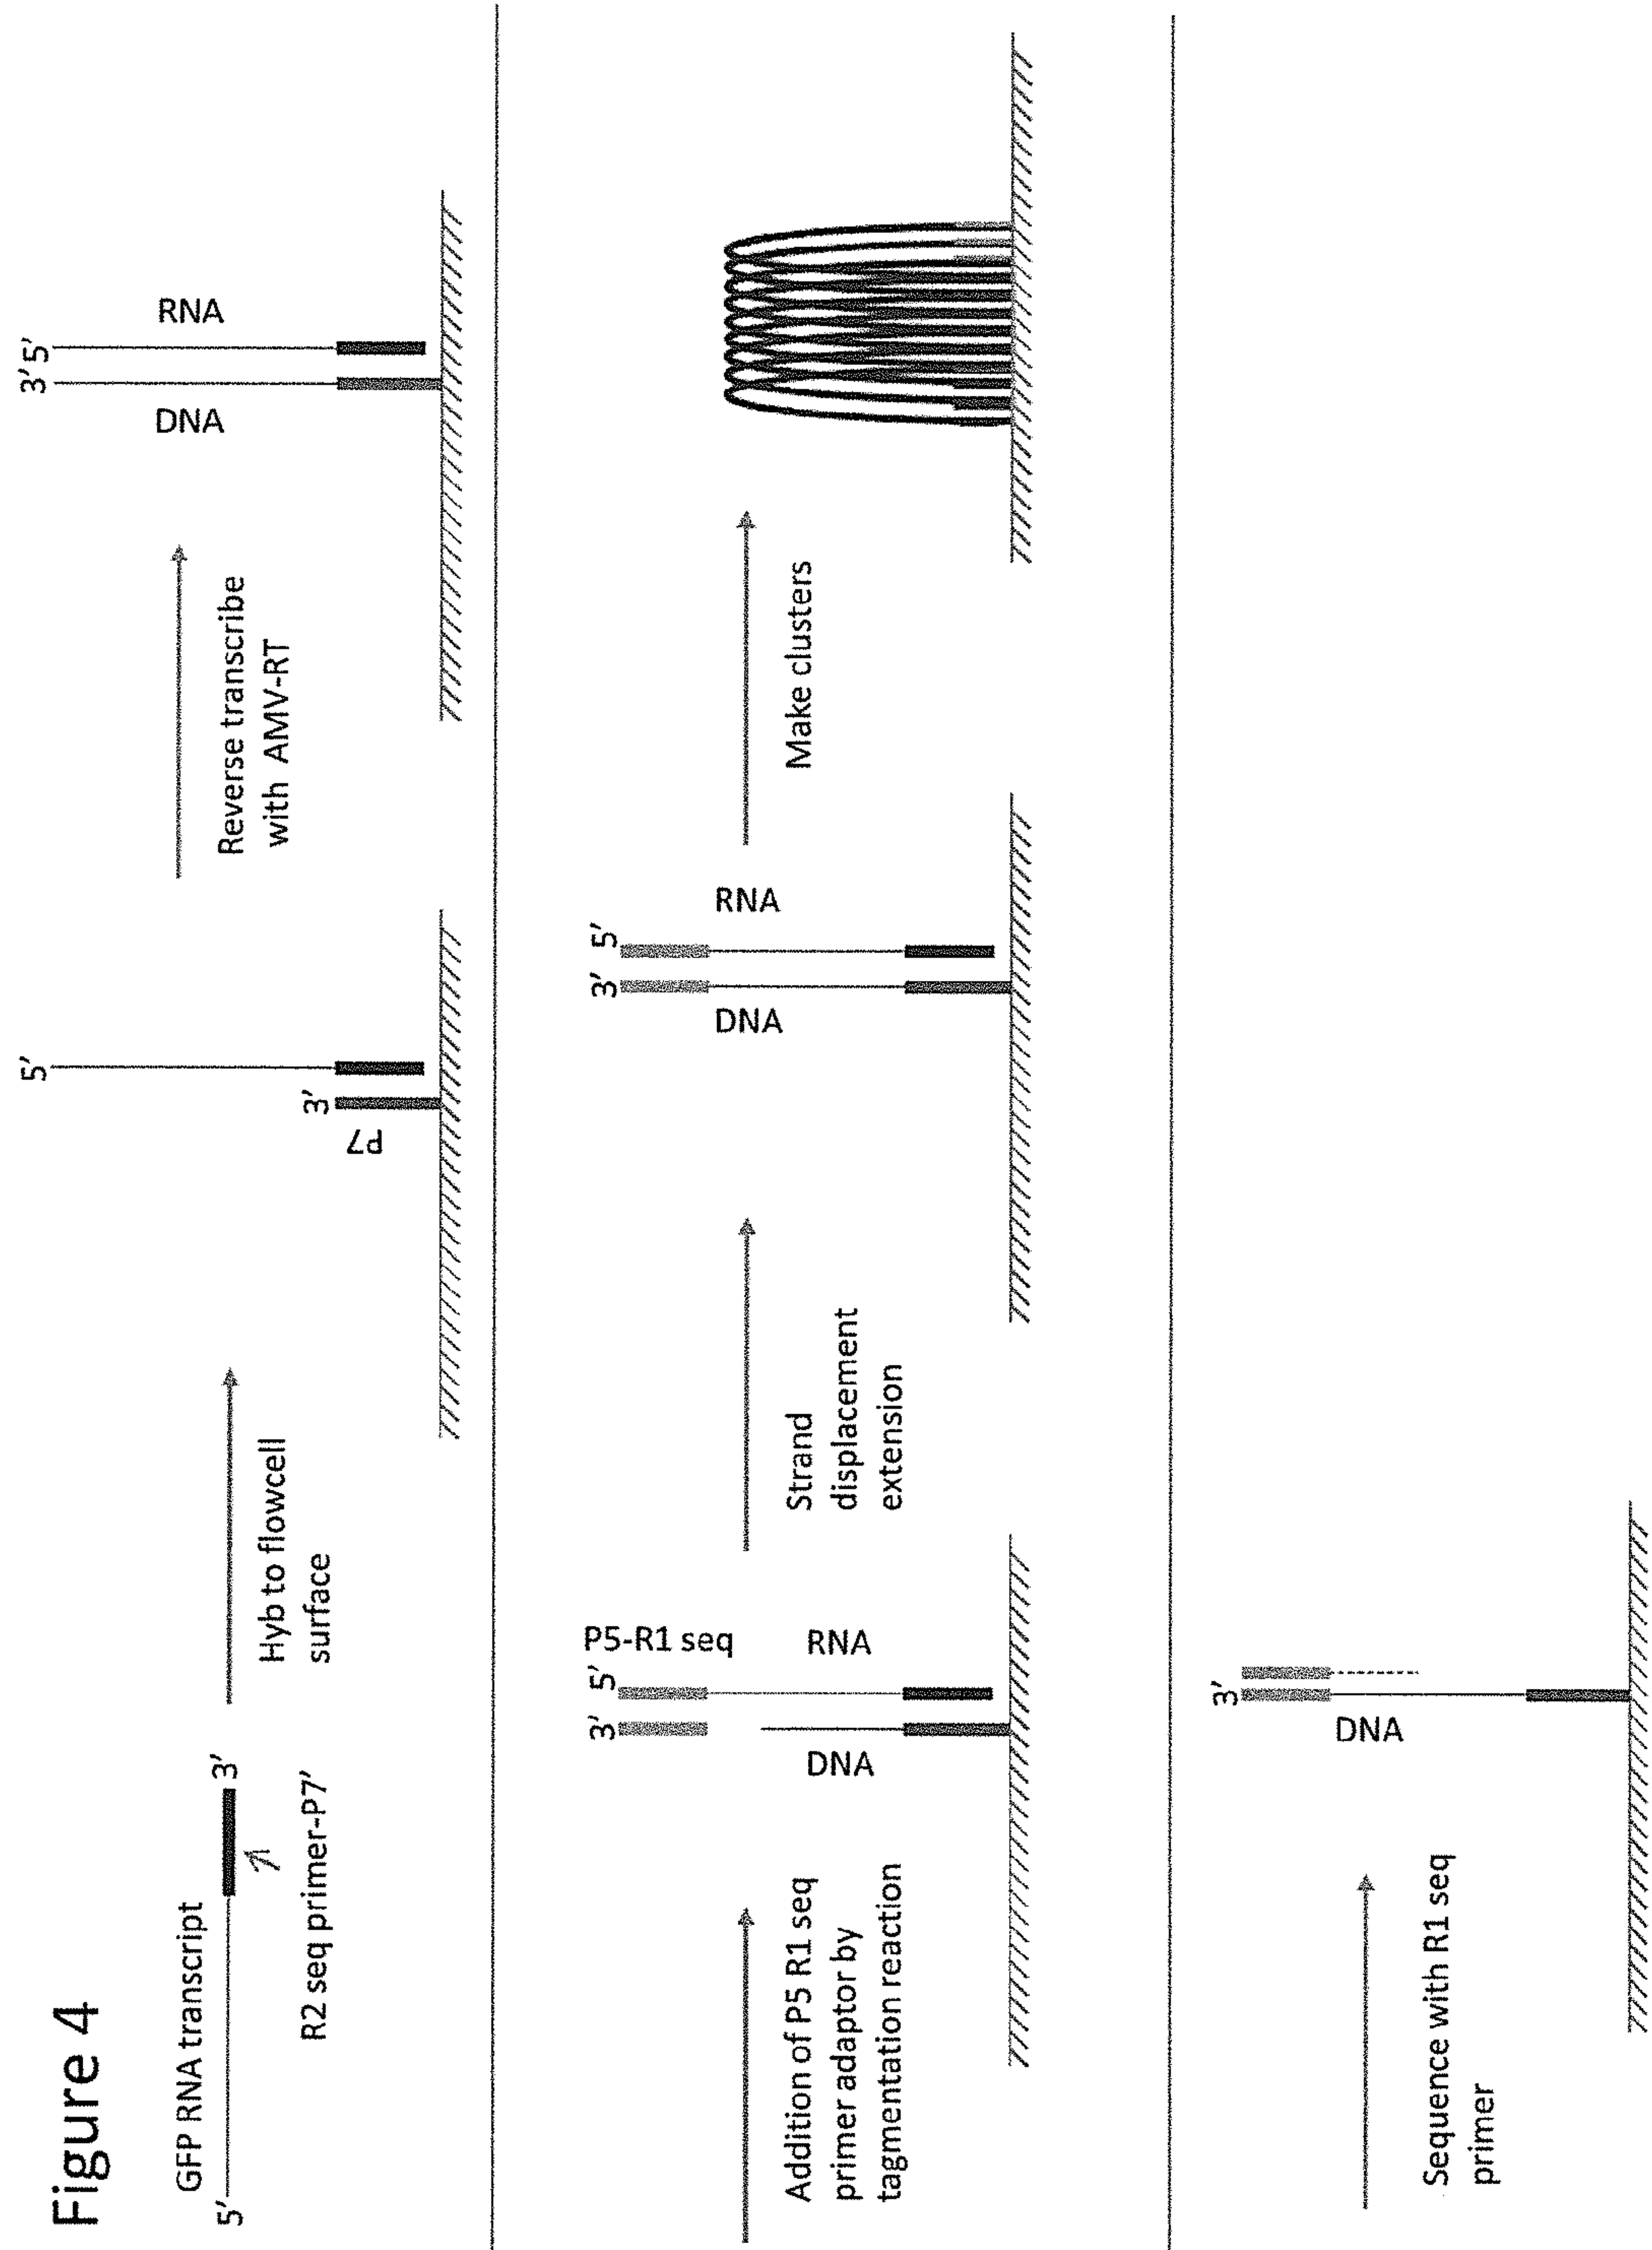 Figure 4
GFP RNA transcript
5'
3'
R2 seq primer-P7'
Hyb to flowcell
surface
5'
3'
P7
Reverse transcribe
with AMV-RT
3'
5'
RNA
DNA
Addition of P5 R1 seq
primer adaptor by
tagmentation reaction
P5-R1 seq
3'
5'
RNA
DNA
Strand
displacement
extension
3'
5'
RNA
DNA
Make clusters
Sequence with R1 seq
primer
3'
DNA